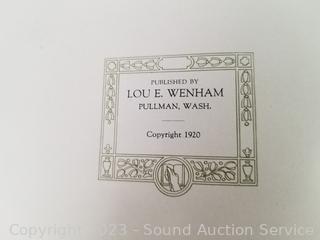 PUBLISHED BY
LOU E. WENHAM
PULLMAN, WASH.
Copyright 1920
Copyright 2023 - Sound Auction Service